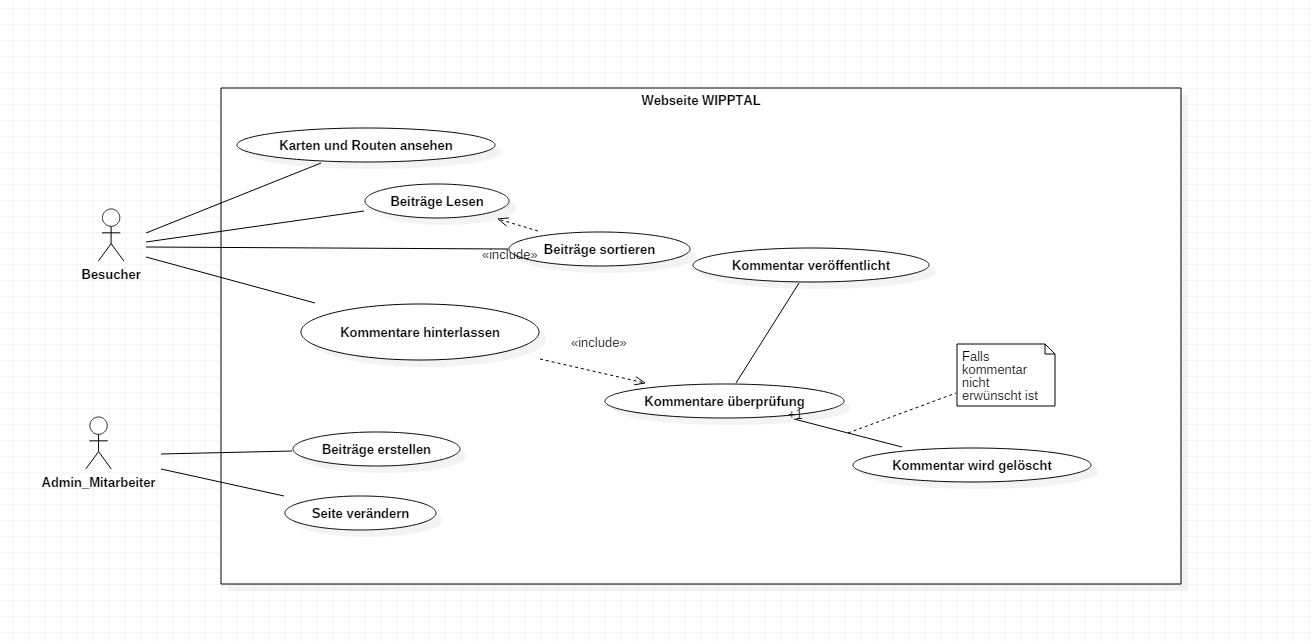 Webseite WIPPTAL
Karten und Routen ansehen
Beiträge Lesen
Beiträge sortieren
«include»
Kommentar veröffentlicht
Besucher
Kommentare hinterlassen
«include»
Falls
kommentar
nicht
erwünscht ist
Kommentare überprüfung
+1
Beiträge erstellen
Kommentar wird gelöscht
Admin_Mitarbeiter
Seite verändern